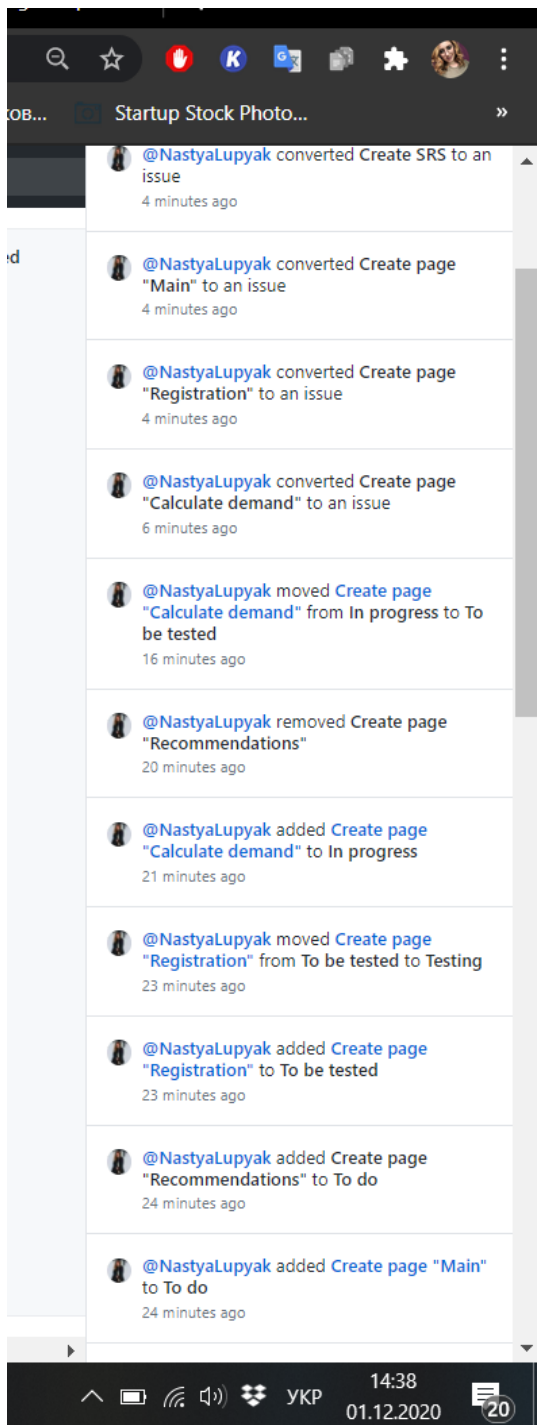 ков...
Startup Stock Photo...
»
@NastyaLupyak converted Create SRS to an
issue
4 minutes ago
@NastyaLupyak converted Create page
"Main" to an issue
4 minutes ago
@NastyaLupyak converted Create page
"Registration" to an issue
4 minutes ago
@NastyaLupyak converted Create page
"Calculate demand" to an issue
6 minutes ago
@NastyaLupyak moved Create page
"Calculate demand" from In progress to To
be tested
16 minutes ago
@NastyaLupyak removed Create page
"Recommendations"
20 minutes ago
@NastyaLupyak added Create page
"Calculate demand" to In progress
21 minutes ago
@NastyaLupyak moved Create page
"Registration" from To be tested to Testing
23 minutes ago
@NastyaLupyak added Create page
"Registration" to To be tested
23 minutes ago
@NastyaLupyak added Create page
"Recommendations" to To do
24 minutes ago
@NastyaLupyak added Create page "Main"
to To do
24 minutes ago
УКР
14:38
01.12.2020
20